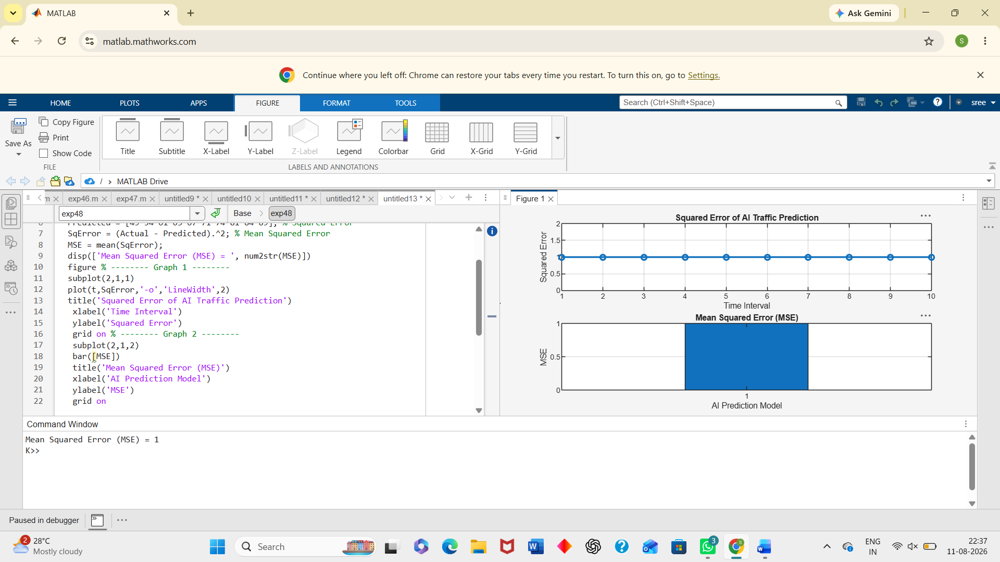 MATLAB
Ask Gemini
matlab.mathworks.com
S
Continue where you left off: Chrome can restore your tabs every time you restart. To turn this on, go to Settings.
HOME PLOTS APPS FIGURE FORMAT TOOLS
Search (Ctrl+Shift+Space)
sree
Save As
Copy Figure
Print
Show Code
FILE
Title Subtitle X-Label Y-Label Z-Label Legend Colorbar Grid X-Grid Y-Grid
LABELS AND ANNOTATIONS
/ › MATLAB Drive
m exp46.m exp47.m untitled9 * untitled10 untitled11 * untitled12 * untitled13 *
exp48
Base exp48
7 SqError = (Actual - Predicted).^2; % Mean Squared Error
8 MSE = mean(SqError);
9 disp(['Mean Squared Error (MSE) = ', num2str(MSE)])
10 figure % -------- Graph 1 --------
11 subplot(2,1,1)
12 plot(t,SqError,'-o','LineWidth',2)
13 title('Squared Error of AI Traffic Prediction')
14 xlabel('Time Interval')
15 ylabel('Squared Error')
16 grid on % -------- Graph 2 --------
17 subplot(2,1,2)
18 bar([MSE])
19 title('Mean Squared Error (MSE)')
20 xlabel('AI Prediction Model')
21 ylabel('MSE')
22 grid on
Figure 1
Squared Error of AI Traffic Prediction
Squared Error
2
1.5
1
0.5
0
1 2 3 4 5 6 7 8 9 10
Time Interval
Mean Squared Error (MSE)
MSE
1
0.5
0
1
AI Prediction Model
Command Window
Mean Squared Error (MSE) = 1
K>>
Paused in debugger
2
28°C
Mostly cloudy
Search
3
ENG
IN
22:37
11-08-2026